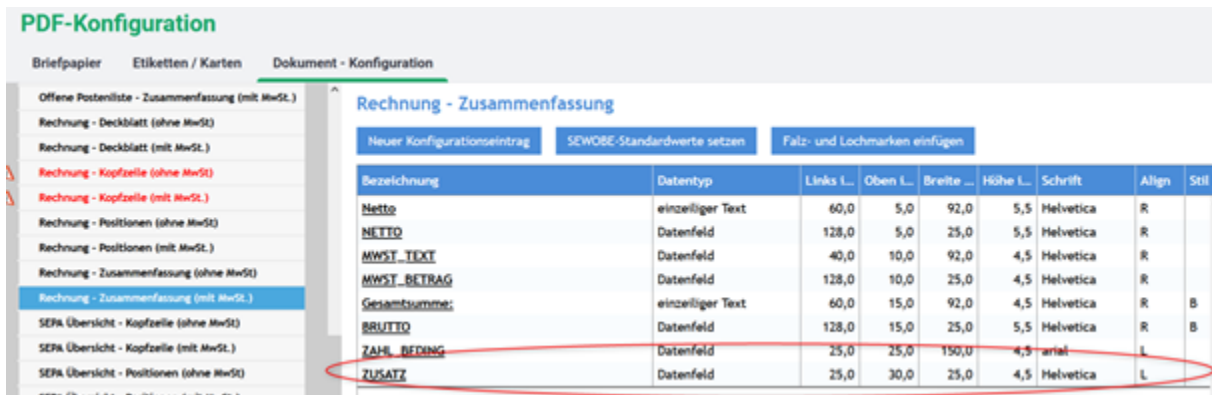 PDF-Konfiguration
Briefpapier Etiketten / Karten Dokument - Konfiguration
Offene Postenliste - Zusammenfassung (mit MwSt.)
Rechnung - Deckblatt (ohne MwSt)
Rechnung - Deckblatt (mit MwSt.)
Rechnung - Kopfzeile (ohne MwSt)
Rechnung - Kopfzeile (mit MwSt.)
Rechnung - Positionen (ohne MwSt)
Rechnung - Positionen (mit MwSt.)
Rechnung - Zusammenfassung (ohne MwSt)
Rechnung - Zusammenfassung (mit MwSt.)
SEPA Übersicht - Kopfzeile (ohne MwSt)
SEPA Übersicht - Kopfzeile (mit MwSt.)
SEPA Übersicht - Positionen (ohne MwSt)
Rechnung - Zusammenfassung
Neuer Konfigurationseintrag SEWOBE-Standardwerte setzen Falz- und Lochmarken einfügen
Bezeichnung Datentyp Links i... Oben i... Breite ... Höhe i... Schrift Align Stil
Netto einzeiliger Text 60,0 5,0 92,0 5,5 Helvetica R
NETTO Datenfeld 128,0 5,0 25,0 5,5 Helvetica R
MWST_TEXT Datenfeld 40,0 10,0 92,0 4,5 Helvetica R
MWST_BETRAG Datenfeld 128,0 10,0 25,0 4,5 Helvetica R
Gesamtsumme: einzeiliger Text 60,0 15,0 92,0 4,5 Helvetica R B
BRUTTO Datenfeld 128,0 15,0 25,0 5,5 Helvetica R B
ZAHL_BEDING Datenfeld 25,0 25,0 150,0 4,5 arial L
ZUSATZ Datenfeld 25,0 30,0 25,0 4,5 Helvetica L